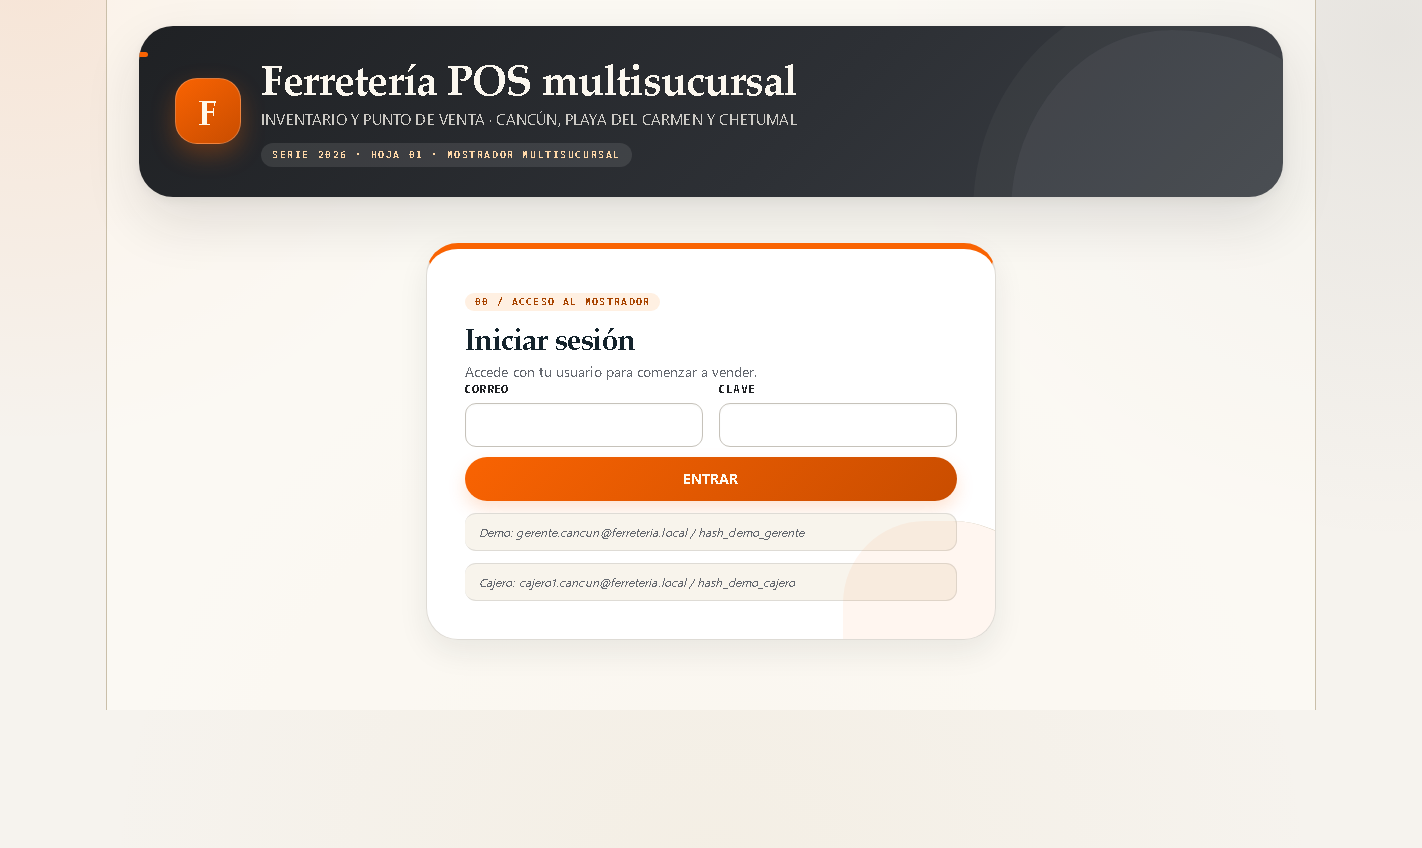 F
Ferretería POS multisucursal
INVENTARIO Y PUNTO DE VENTA · CANCÚN, PLAYA DEL CARMEN Y CHETUMAL
SERIE 2026 · HOJA 01 · MOSTRADOR MULTISUCURSAL
00 / ACCESO AL MOSTRADOR
Iniciar sesión
Accede con tu usuario para comenzar a vender.
CORREO CLAVE
ENTRAR
Demo: gerente.cancun@ferreteria.local / hash_demo_gerente
Cajero: cajero1.cancun@ferreteria.local / hash_demo_cajero